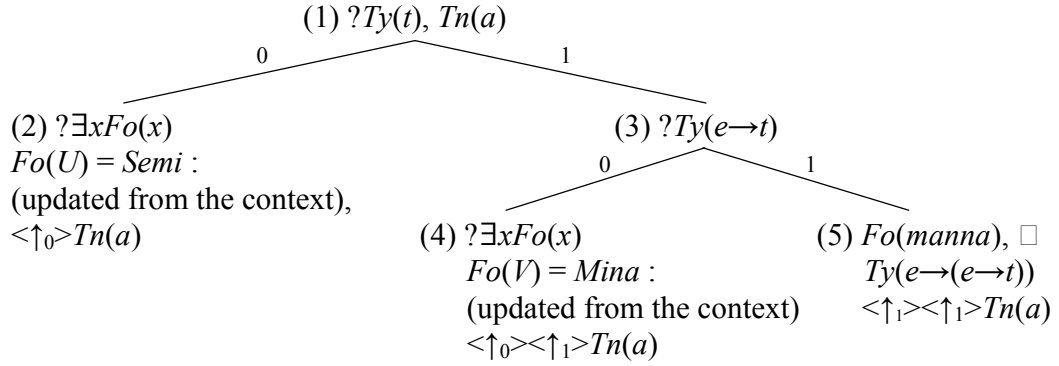 (1) ?Ty(t), Tn(a)
0 1
(2) ?∃xFo(x) (3) ?Ty(e→t)
Fo(U) = Semi :
0 1
(updated from the context),
<↑₀>Tn(a) (4) ?∃xFo(x) (5) Fo(manna), □
Fo(V) = Mina : Ty(e→(e→t))
(updated from the context) <↑₁><↑₁>Tn(a)
<↑₀><↑₁>Tn(a)